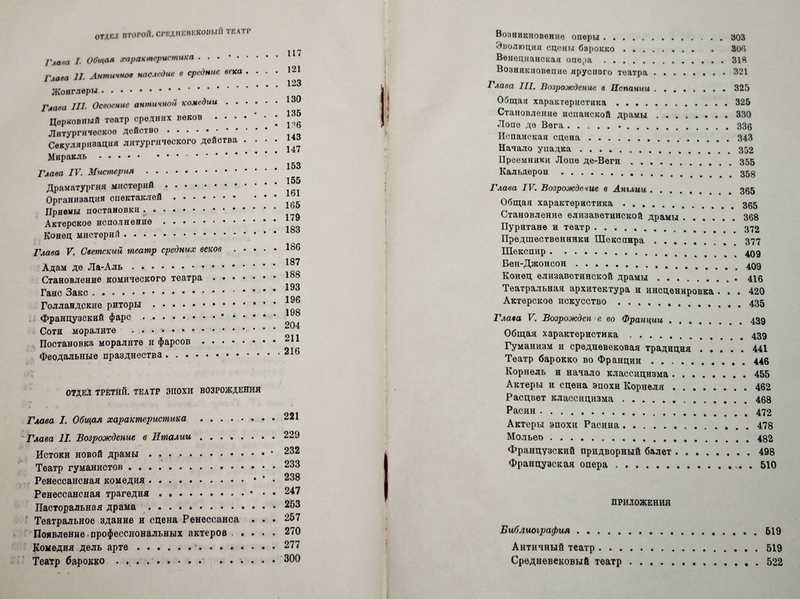 ОТДЕЛ ВТОРОЙ. СРЕДНЕВЕКОВЫЙ ТЕАТР
Глава I. Общая характеристика . . . . . . . 117
Глава II. Античное наследие в средние века . . . . 121
Жонглеры . . . . . . . . . . . . . . 123
Глава III. Освоение античной комедии . . . . . . 130
Церковный театр средних веков . . . . . . 135
Литургическое действо . . . . . . . . . . 136
Секуляризация литургического действа . . . . 143
Миракль . . . . . . . . . . . . . . 147
Глава IV. Мистерия . . . . . . . . . . . . 153
Драматургия мистерий . . . . . . . . . . 155
Организация спектаклей . . . . . . . . . 161
Приемы постановки . . . . . . . . . . . . 165
Актерское исполнение . . . . . . . . . . 179
Конец мистерий . . . . . . . . . . . . . 183
Глава V. Светский театр средних веков . . . . . 186
Адам де Ла-Аль . . . . . . . . . . . . . 187
Становление комического театра . . . . . . 188
Ганс Закс . . . . . . . . . . . . . . . 193
Голландские риторы . . . . . . . . . . . 196
Французский фарс . . . . . . . . . . . . 198
Соти моралите . . . . . . . . . . . . . 204
Постановка моралите и фарсов . . . . . . . 211
Феодальные празднества . . . . . . . . . . 216
ОТДЕЛ ТРЕТИЙ. ТЕАТР ЭПОХИ ВОЗРОЖДЕНИЯ
Глава I. Общая характеристика . . . . . . . 221
Глава II. Возрождение в Италии . . . . . . . 229
Истоки новой драмы . . . . . . . . . . . 232
Театр гуманистов . . . . . . . . . . . . 233
Ренессансная комедия . . . . . . . . . . . 238
Ренессансная трагедия . . . . . . . . . . 247
Пасторальная драма . . . . . . . . . . . 253
Театральное здание и сцена Ренессанса . . . 257
Появление профессиональных актеров . . . . 270
Комедия дель арте . . . . . . . . . . . . 277
Театр барокко . . . . . . . . . . . . . 300
Возникновение оперы . . . . . . . . . . . 303
Эволюция сцены барокко . . . . . . . . . 306
Венецианская опера . . . . . . . . . . . 318
Возникновение ярусного театра . . . . . . . 321
Глава III. Возрождение в Испании . . . . . . . 325
Общая характеристика . . . . . . . . . . 325
Становление испанской драмы . . . . . . . 330
Лопе де Вега . . . . . . . . . . . . . . 336
Испанская сцена . . . . . . . . . . . . . 343
Начало упадка . . . . . . . . . . . . . . 352
Преемники Лопе де-Веги . . . . . . . . . 355
Кальдерон . . . . . . . . . . . . . . . 358
Глава IV. Возрождение в Англии . . . . . . . . 365
Общая характеристика . . . . . . . . . . 365
Становление елизаветинской драмы . . . . . 368
Пуритане и театр . . . . . . . . . . . . 372
Предшественники Шекспира . . . . . . . . 377
Шекспир . . . . . . . . . . . . . . . . 409
Бен-Джонсон . . . . . . . . . . . . . . 409
Конец елизаветинской драмы . . . . . . . . 416
Театральная архитектура и инсценировка . . . 420
Актерское искусство . . . . . . . . . . . 435
Глава V. Возрожден е во Франции . . . . . . . 439
Общая характеристика . . . . . . . . . . 439
Гуманизм и средневековая традиция . . . . . 441
Театр барокко во Франции . . . . . . . . . 446
Корнель и начало классицизма . . . . . . . 455
Актеры и сцена эпохи Корнеля . . . . . . . 462
Расцвет классицизма . . . . . . . . . . . 468
Расин . . . . . . . . . . . . . . . . . 472
Актеры эпохи Расина . . . . . . . . . . . 478
Мольер . . . . . . . . . . . . . . . . . 482
Французский придворный балет . . . . . . . 498
Французская опера . . . . . . . . . . . . 510
ПРИЛОЖЕНИЯ
Библиография . . . . . . . . . . . . . . . 519
Античный театр . . . . . . . . . . . . . 519
Средневековый театр . . . . . . . . . . . 522